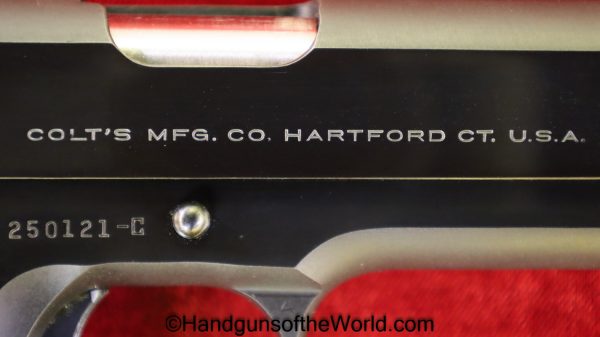 COLT'S MFG. CO. HARTFORD CT. U.S.A.
250121-C
©HandgunsoftheWorld.com